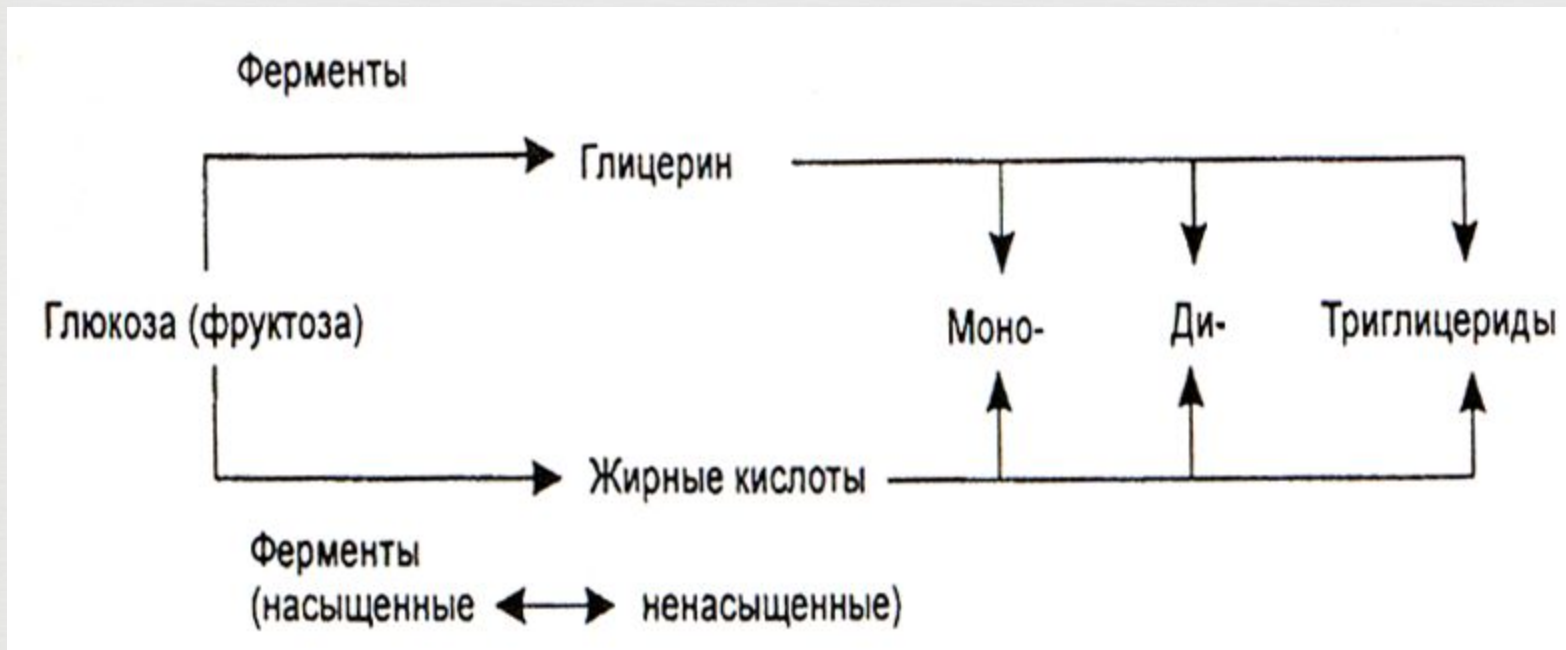 Ферменты
Глицерин
Глюкоза (фруктоза)
Моно-
Ди-
Триглицериды
Жирные кислоты
Ферменты
(насыщенные ненасыщенные)